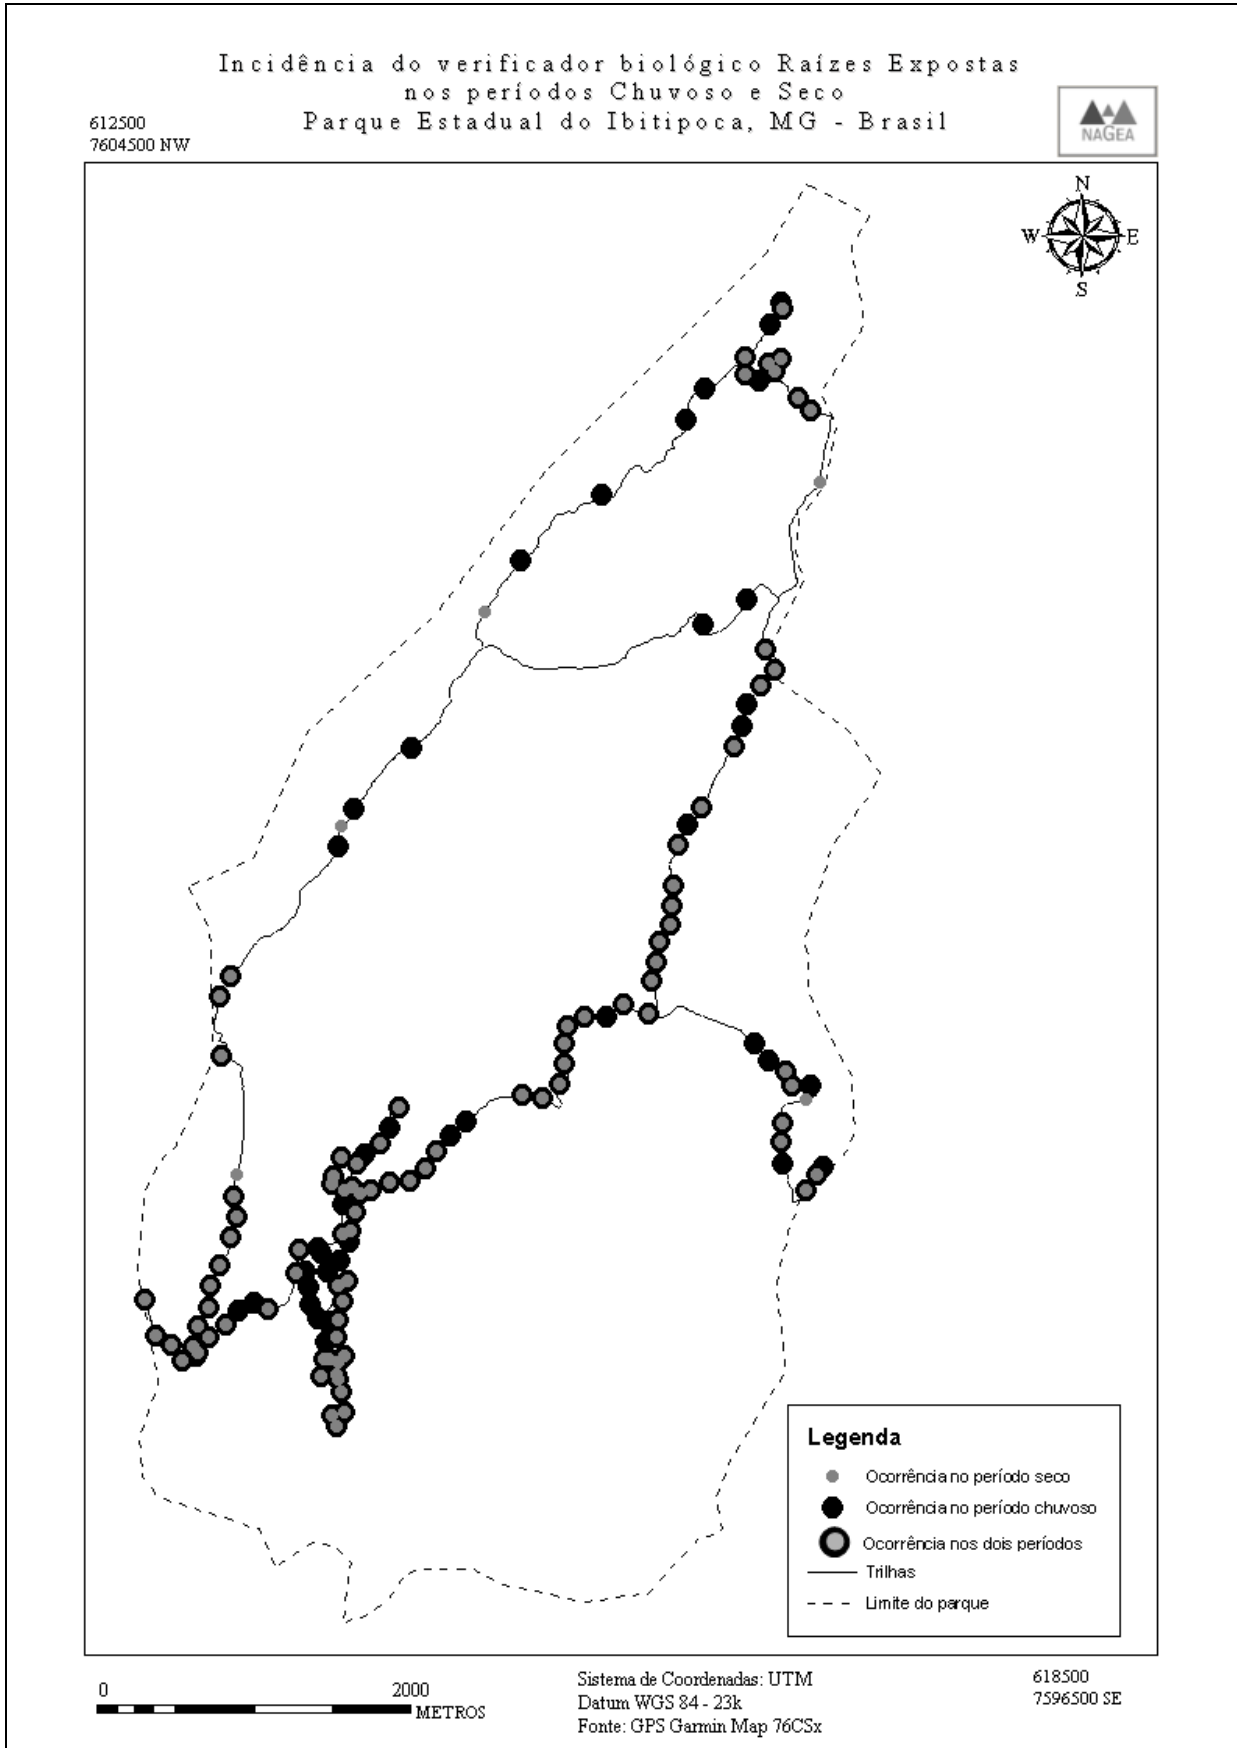 Incidência do verificador biológico Raízes Expostas
nos períodos Chuvoso e Seco
Parque Estadual do Ibitipoca, MG - Brasil
612500
7604500 NW
NAGEA
N
W E
S
Legenda
Ocorrência no período seco
Ocorrência no período chuvoso
Ocorrência nos dois períodos
Trilhas
Limite do parque
0 2000
METROS
Sistema de Coordenadas: UTM
Datum WGS 84 - 23k
Fonte: GPS Garmin Map 76CSx
618500
7596500 SE